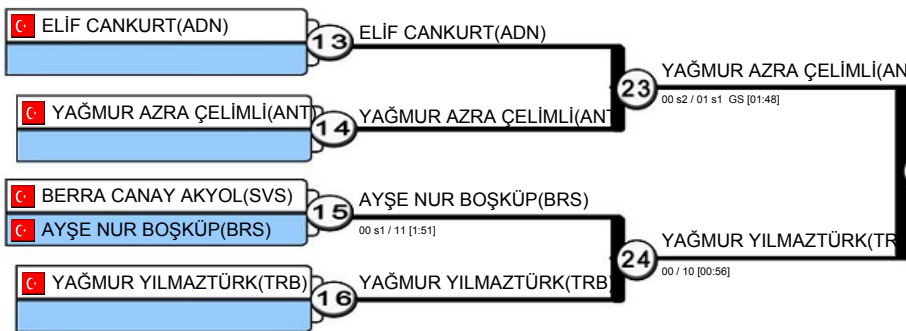 ELİF CANKURT(ADN)
13
ELİF CANKURT(ADN)
23
YAĞMUR AZRA ÇELİMLİ(AN
00 s2 / 01 s1 GS [01:48]
YAĞMUR AZRA ÇELİMLİ(ANT
14
YAĞMUR AZRA ÇELİMLİ(ANT
BERRA CANAY AKYOL(SVS)
15
AYŞE NUR BOŞKÜP(BRS)
00 s1 / 11 [1:51]
AYŞE NUR BOŞKÜP(BRS)
24
YAĞMUR YILMAZTÜRK(TR
00 / 10 [00:56]
YAĞMUR YILMAZTÜRK(TRB)
16
YAĞMUR YILMAZTÜRK(TRB)